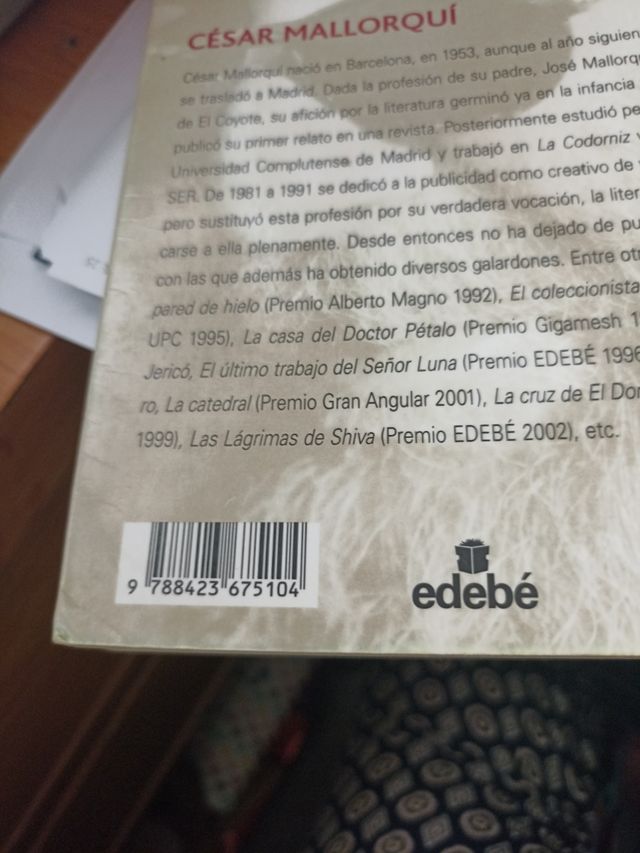 CÉSAR MALLORQUÍ
César Mallorquí nació en Barcelona, en 1953, aunque al año siguien
se trasladó a Madrid. Dada la profesión de su padre, José Mallorqu
de El Coyote, su afición por la literatura germinó ya en la infancia
publicó su primer relato en una revista. Posteriormente estudió pe
Universidad Complutense de Madrid y trabajó en La Codorniz y
SER. De 1981 a 1991 se dedicó a la publicidad como creativo de
pero sustituyó esta profesión por su verdadera vocación, la liter
carse a ella plenamente. Desde entonces no ha dejado de pu
con las que además ha obtenido diversos galardones. Entre otr
pared de hielo (Premio Alberto Magno 1992), El coleccionista
UPC 1995), La casa del Doctor Pétalo (Premio Gigamesh 1
Jericó, El último trabajo del Señor Luna (Premio EDEBÉ 1996
ro, La catedral (Premio Gran Angular 2001), La cruz de El Dor
1999), Las Lágrimas de Shiva (Premio EDEBÉ 2002), etc.
9 788423 675104
edebé